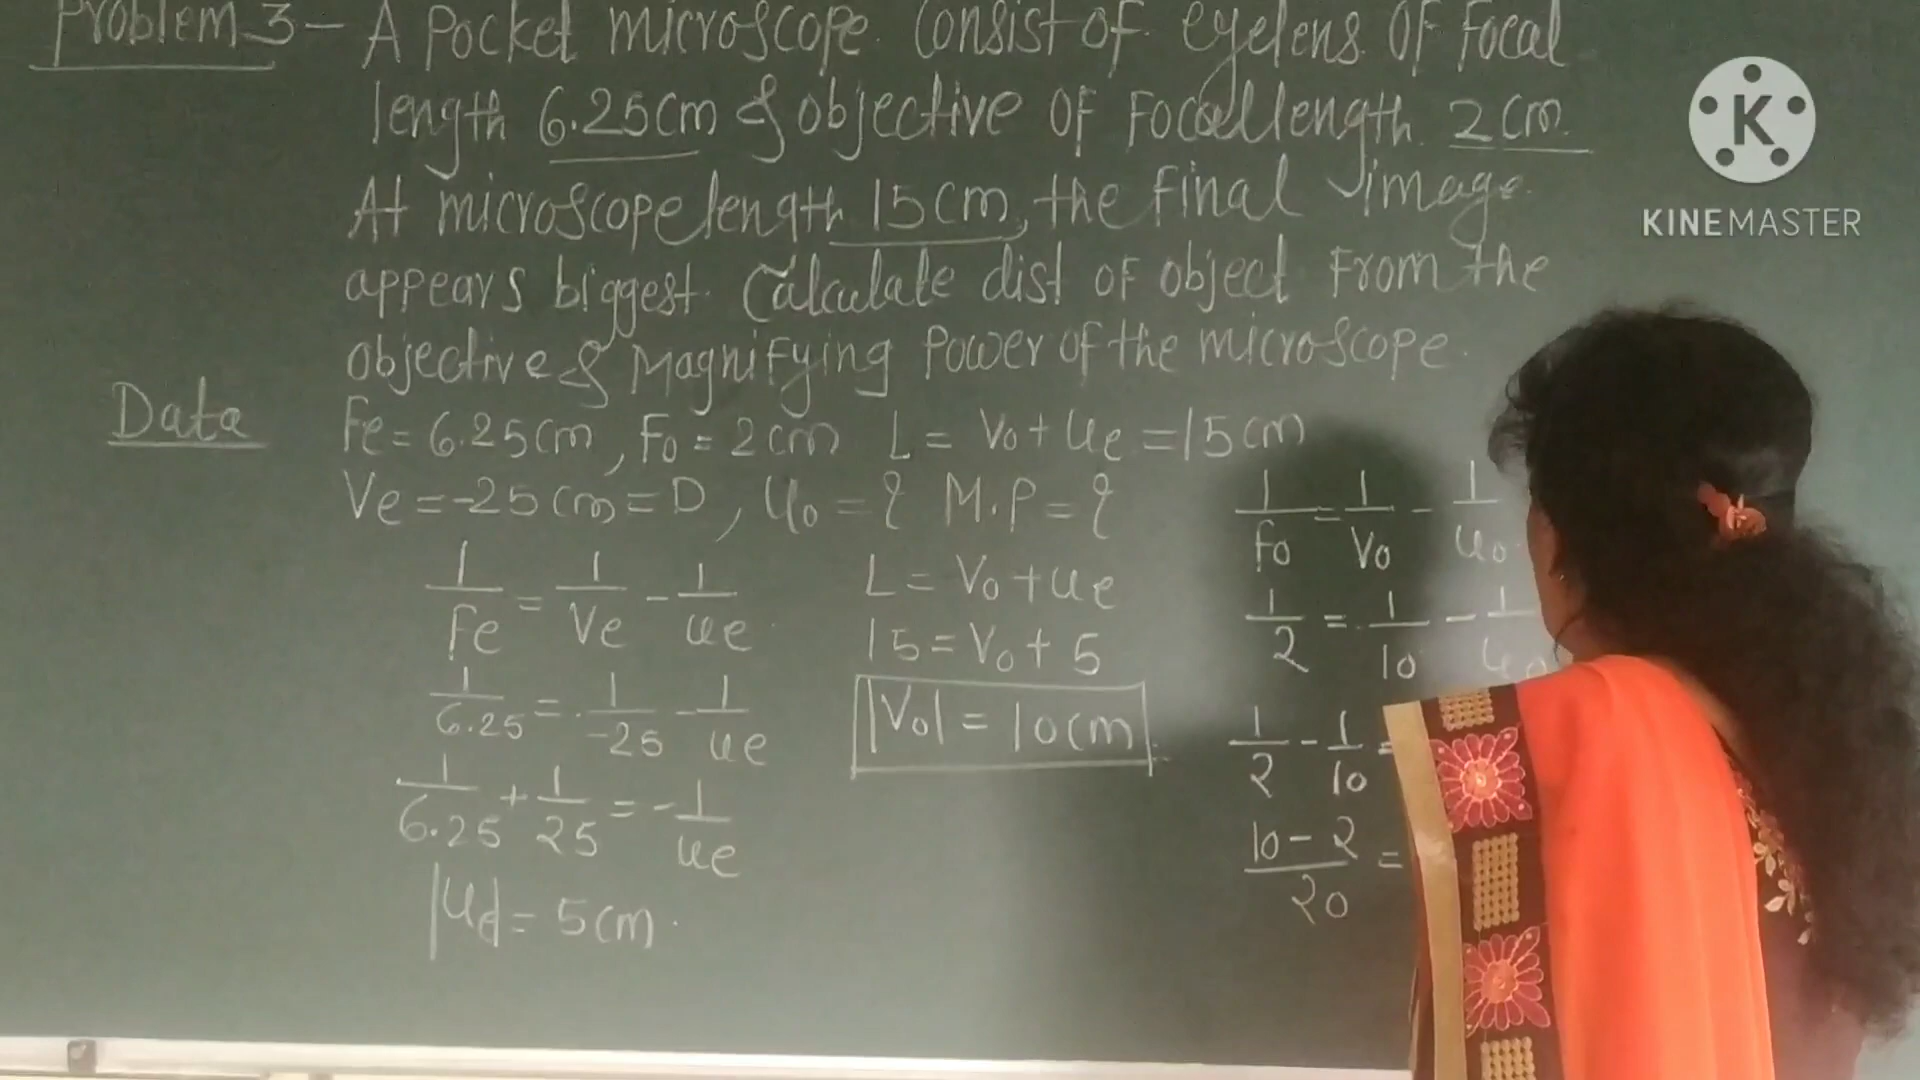 Problem 3 - A Pocket microscope. Consist of eyelens of Focal
length 6.25cm & objective of Focal length 2cm.
At microscope length 15cm, the final image
appears biggest. Calculate dist of object from the
objective & Magnifying Power of the microscope.
Data
Fe = 6.25cm, Fo = 2cm L = Vo + Ue = 15cm
Ve = -25cm = D, Uo = ? M.P = ?
1/Fe = 1/Ve - 1/ue
1/6.25 = 1/-25 - 1/ue
1/6.25 + 1/25 = -1/ue
|Ue| = 5cm.
L = Vo + ue
15 = Vo + 5
|Vo| = 10cm
1/Fo = 1/Vo - 1/uo
1/2 = 1/10 - 1/uo
1/2 - 1/10 =
10 - 2/20 =
K
KINEMASTER